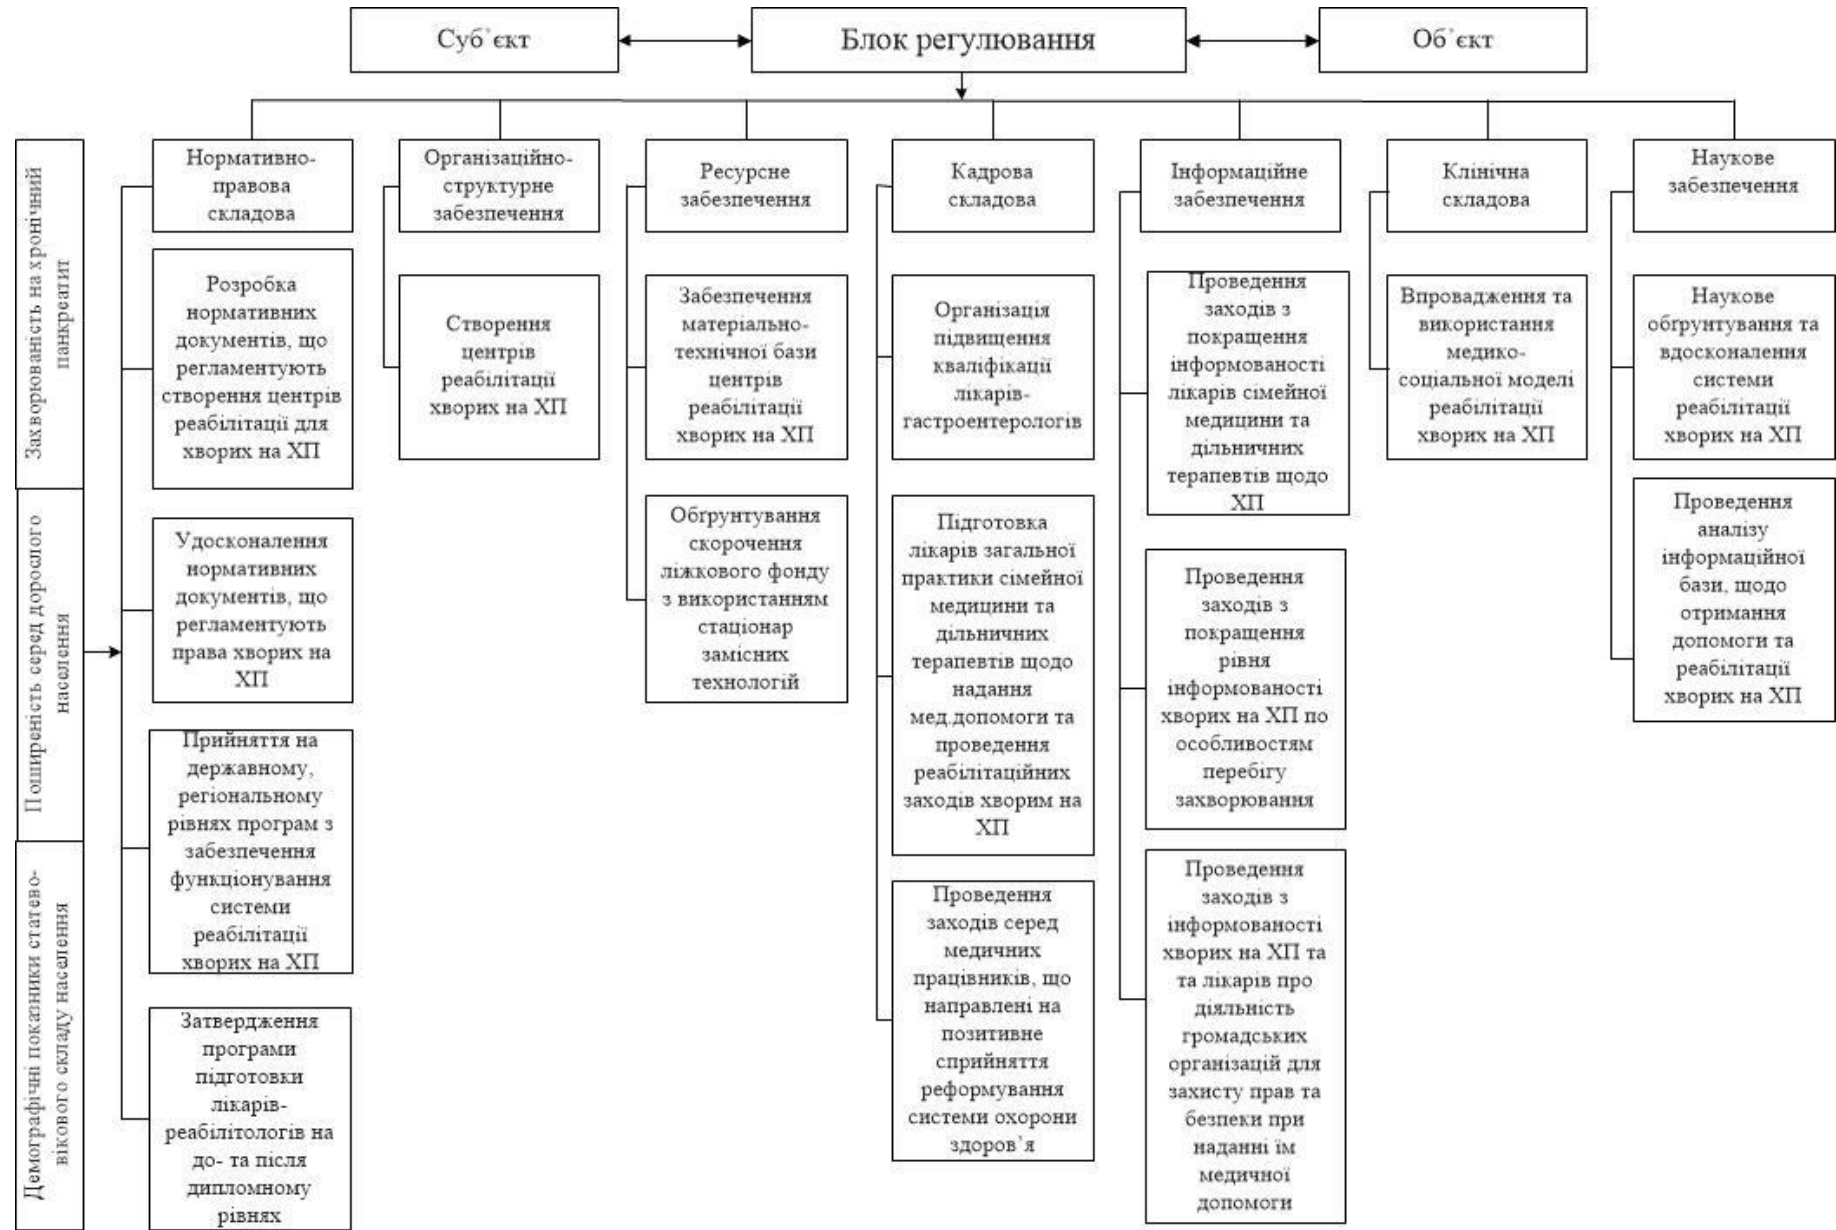 Суб’єкт
Блок регулювання
Об’єкт
Захворюваність на хронічний
панкреатит
Поширеність серед дорослого
населення
Демографічні показники статево-
вікового складу населення
Нормативно-
правова
складова
Розробка
нормативних
документів, що
регламентують
створення центрів
реабілітації для
хворих на ХП
Удосконалення
нормативних
документів, що
регламентують
права хворих на
ХП
Прийняття на
державному,
регіональному
рівнях програм з
забезпечення
функціонування
системи
реабілітації
хворих на ХП
Затвердження
програми
підготовки
лікарів-
реабілітологів на
до- та після
дипломному
рівнях
Організаційно-
структурне
забезпечення
Створення
центрів
реабілітації
хворих на ХП
Ресурсне
забезпечення
Забезпечення
матеріально-
технічної бази
центрів
реабілітації
хворих на ХП
Обґрунтування
скорочення
ліжкового фонду
з використанням
стаціонар
замісних
технологій
Кадрова
складова
Організація
підвищення
кваліфікації
лікарів-
гастроентерологів
Підготовка
лікарів загальної
практики сімейної
медицини та
дільничних
терапевтів щодо
надання
мед.допомоги та
проведення
реабілітаційних
заходів хворим на
ХП
Проведення
заходів серед
медичних
працівників, що
направлені на
позитивне
сприйняття
реформування
системи охорони
здоров’я
Інформаційне
забезпечення
Проведення
заходів з
покращення
інформованості
лікарів сімейної
медицини та
дільничних
терапевтів щодо
ХП
Проведення
заходів з
покращення
рівня
інформованості
хворих на ХП по
особливостям
перебігу
захворювання
Проведення
заходів з
інформованості
хворих на ХП та
та лікарів про
діяльність
громадських
організацій для
захисту прав та
безпеки при
наданні їм
медичної
допомоги
Клінічна
складова
Впровадження та
використання
медико-
соціальної моделі
реабілітації
хворих на ХП
Наукове
забезпечення
Наукове
обґрунтування та
вдосконалення
системи
реабілітації
хворих на ХП
Проведення
аналізу
інформаційної
бази, щодо
отримання
допомоги та
реабілітації
хворих на ХП